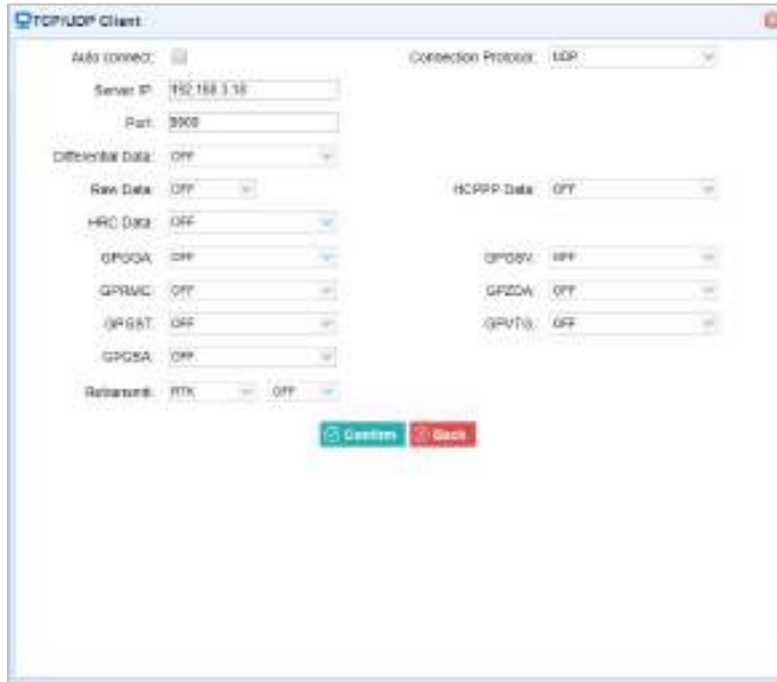 TCP/UDP Client
Auto connect: Connection Protocol: UDP
Server IP: 192.168.3.18
Port: 9900
Differential Data: OFF
Raw Data: OFF HCPPP Data: OFF
HRC Data: OFF
GPGGA: OFF GPGSV: OFF
GPRMC: OFF GPZDA: OFF
GPGST: OFF GPVTG: OFF
GPGSA: OFF
Retransmit: RTK OFF
Confirm Back